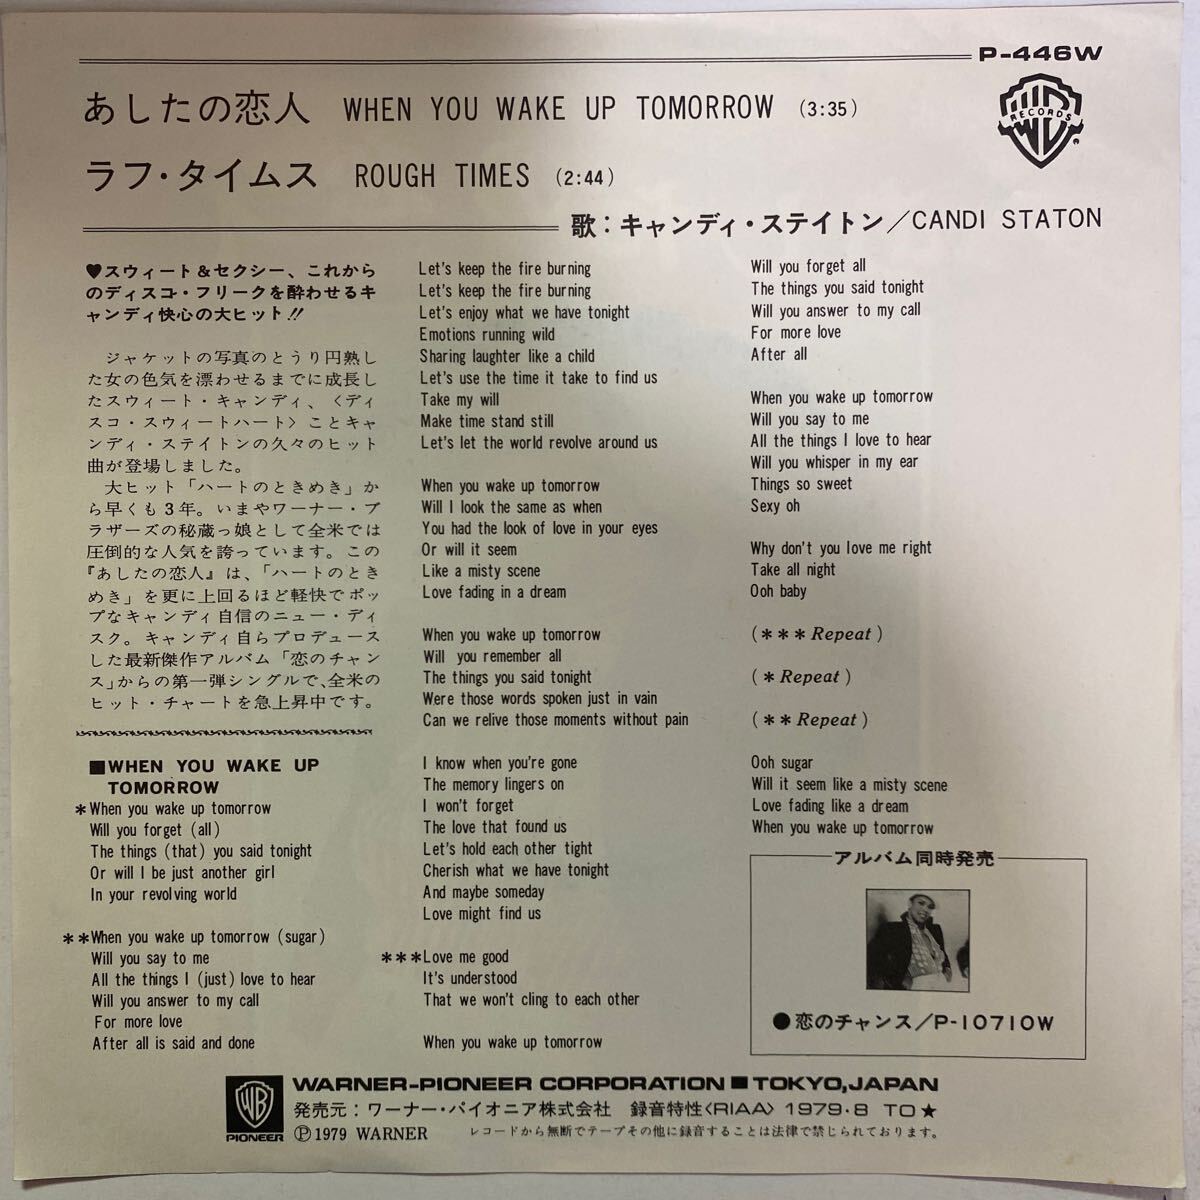 P-446W
あしたの恋人 WHEN YOU WAKE UP TOMORROW (3:35)
WB RECORDS
ラフ・タイムス ROUGH TIMES (2:44)
歌:キャンディ・ステイトン/CANDI STATON
♥スウィート&セクシー、これから
のディスコ・フリークを酔わせるキ
ャンディ快心の大ヒット!!
ジャケットの写真のとうり円熟し
た女の色気を漂わせるまでに成長し
たスウィート・キャンディ、〈ディ
スコ・スウィートハート〉ことキャ
ンディ・ステイトンの久々のヒット
曲が登場しました。
大ヒット「ハートのときめき」か
ら早くも3年。いまやワーナー・ブ
ラザーズの秘蔵っ娘として全米では
圧倒的な人気を誇っています。この
『あしたの恋人』は、「ハートのとき
めき」を更に上回るほど軽快でポッ
プなキャンディ自信のニュー・ディ
スク。キャンディ自らプロデュース
した最新傑作アルバム「恋のチャン
ス」からの第一弾シングルで、全米の
ヒット・チャートを急上昇中です。
■WHEN YOU WAKE UP
TOMORROW
*When you wake up tomorrow
Will you forget (all)
The things (that) you said tonight
Or will I be just another girl
In your revolving world
**When you wake up tomorrow (sugar)
Will you say to me
All the things I (just) love to hear
Will you answer to my call
For more love
After all is said and done
Let's keep the fire burning
Let's keep the fire burning
Let's enjoy what we have tonight
Emotions running wild
Sharing laughter like a child
Let's use the time it take to find us
Take my will
Make time stand still
Let's let the world revolve around us
When you wake up tomorrow
Will I look the same as when
You had the look of love in your eyes
Or will it seem
Like a misty scene
Love fading in a dream
When you wake up tomorrow
Will you remember all
The things you said tonight
Were those words spoken just in vain
Can we relive those moments without pain
I know when you're gone
The memory lingers on
I won't forget
The love that found us
Let's hold each other tight
Cherish what we have tonight
And maybe someday
Love might find us
***Love me good
It's understood
That we won't cling to each other
When you wake up tomorrow
Will you forget all
The things you said tonight
Will you answer to my call
For more love
After all
When you wake up tomorrow
Will you say to me
All the things I love to hear
Will you whisper in my ear
Things so sweet
Sexy oh
Why don't you love me right
Take all night
Ooh baby
(***Repeat)
(*Repeat)
(**Repeat)
Ooh sugar
Will it seem like a misty scene
Love fading like a dream
When you wake up tomorrow
アルバム同時発売
●恋のチャンス/P-10710W
WB PIONEER
WARNER-PIONEER CORPORATION ■ TOKYO,JAPAN
発売元:ワーナー・パイオニア株式会社 録音特性〈RIAA〉1979・8 TO★
Ⓟ1979 WARNER レコードから無断でテープその他に録音することは法律で禁じられております。